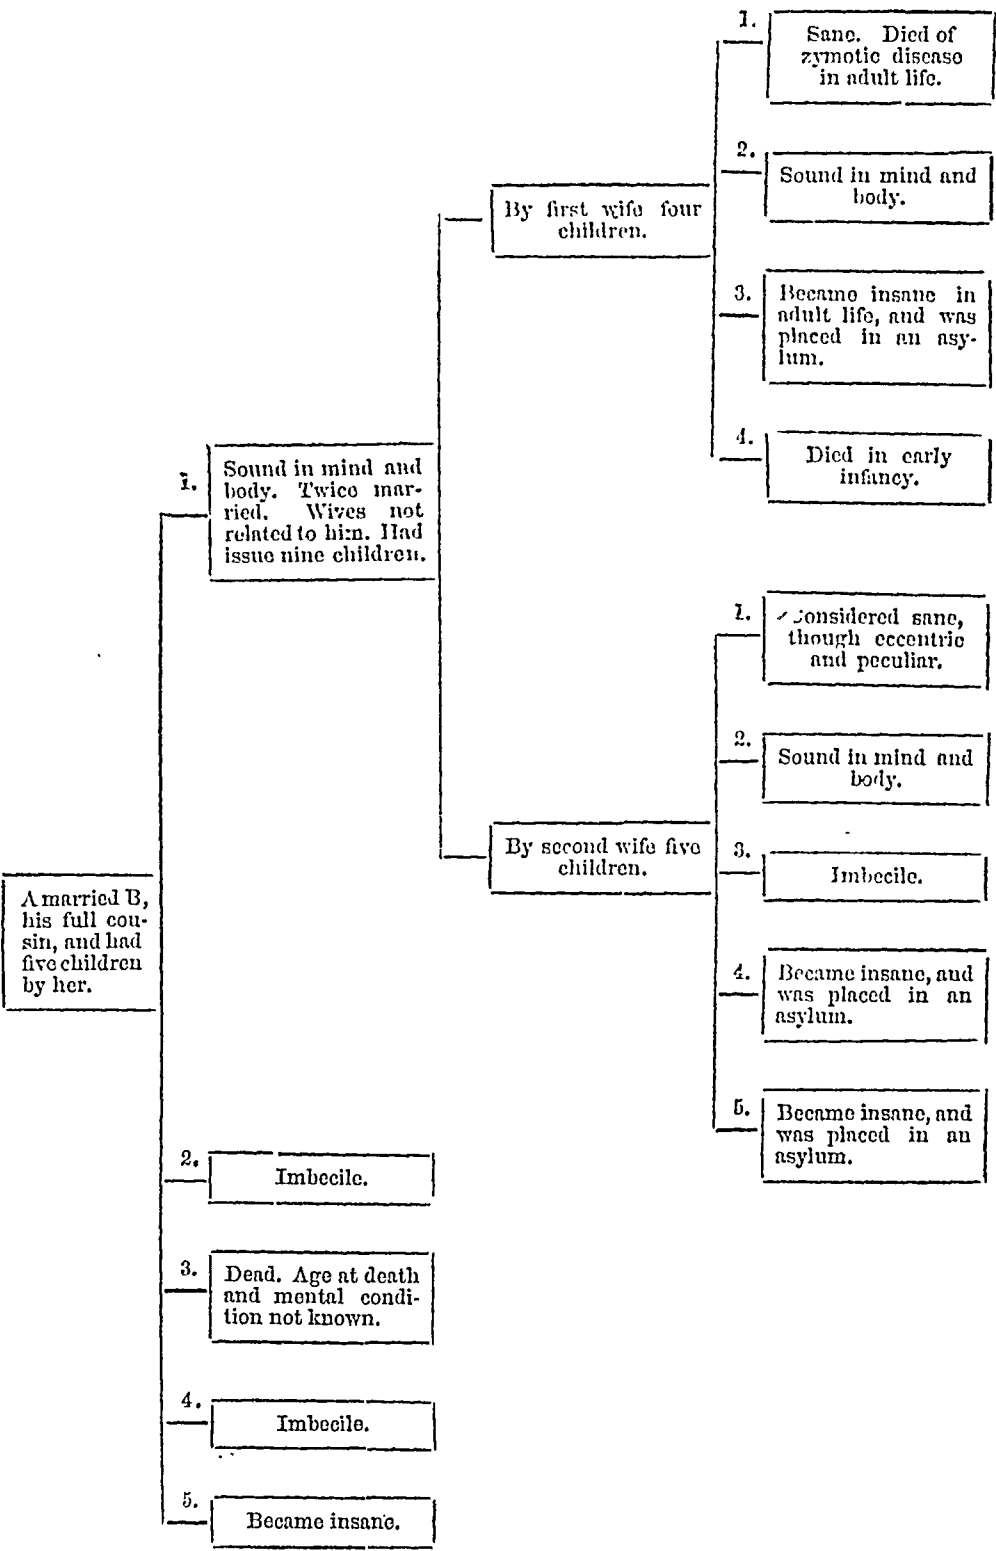 A married B,
his full cou-
sin, and had
five children
by her.
1.
Sound in mind and
body. Twice mar-
ried. Wives not
related to him. Had
issue nine children.
By first wife four
children.
1.
Sane. Died of
zymotic disease
in adult life.
2.
Sound in mind and
body.
3.
Became insane in
adult life, and was
placed in an asy-
lum.
4.
Died in early
infancy.
By second wife five
children.
1.
Considered sane,
though eccentric
and peculiar.
2.
Sound in mind and
body.
3.
Imbecile.
4.
Became insane, and
was placed in an
asylum.
5.
Became insane, and
was placed in an
asylum.
2.
Imbecile.
3.
Dead. Age at death
and mental condi-
tion not known.
4.
Imbecile.
5.
Became insane.